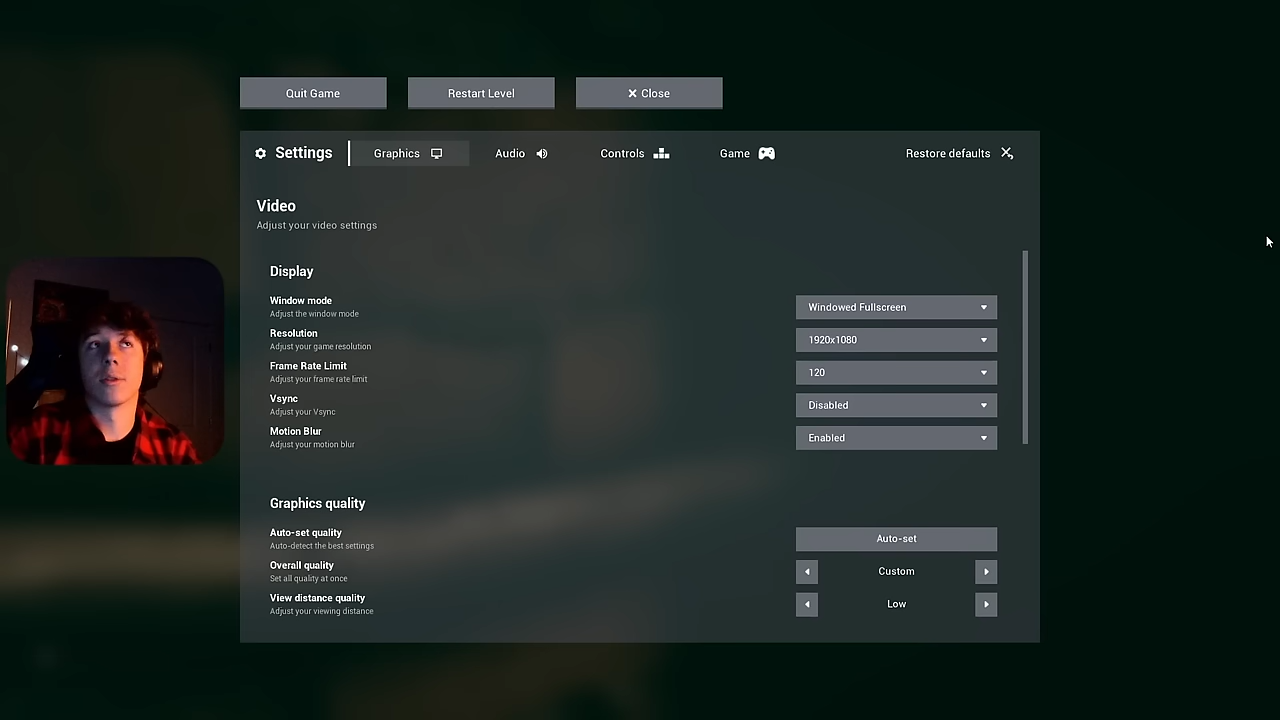 Quit Game
Restart Level
Close
Settings
Graphics
Audio
Controls
Game
Restore defaults
Video
Adjust your video settings
Display
Window mode
Adjust the window mode
Windowed Fullscreen
Resolution
Adjust your game resolution
1920x1080
Frame Rate Limit
Adjust your frame rate limit
120
Vsync
Adjust your Vsync
Disabled
Motion Blur
Adjust your motion blur
Enabled
Graphics quality
Auto-set quality
Auto-detect the best settings
Auto-set
Overall quality
Set all quality at once
Custom
View distance quality
Adjust your viewing distance
Low